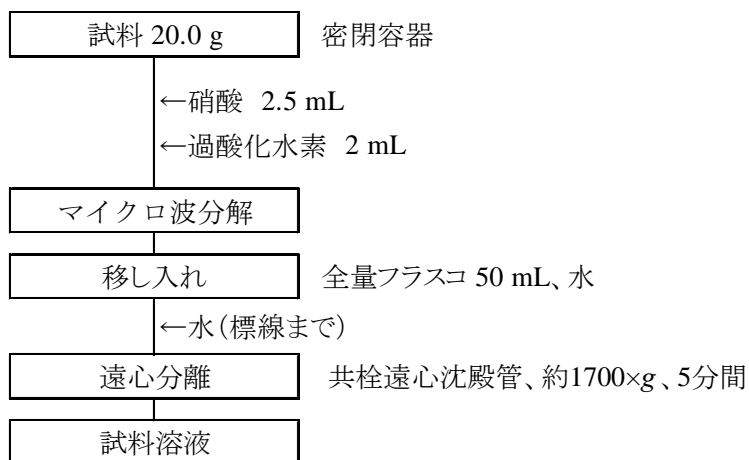 試料 20.0 g 密閉容器
←硝酸 2.5 mL
←過酸化水素 2 mL
マイクロ波分解
移し入れ 全量フラスコ 50 mL、水
←水(標線まで)
遠心分離 共栓遠心沈殿管、約1700×g 、5分間
試料溶液